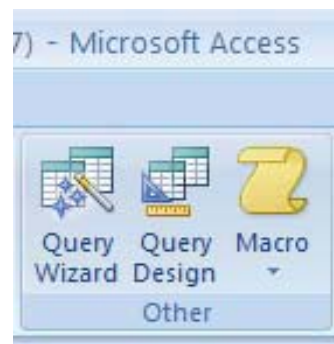 7) - Microsoft Access
Query Query Macro
Wizard Design
Other